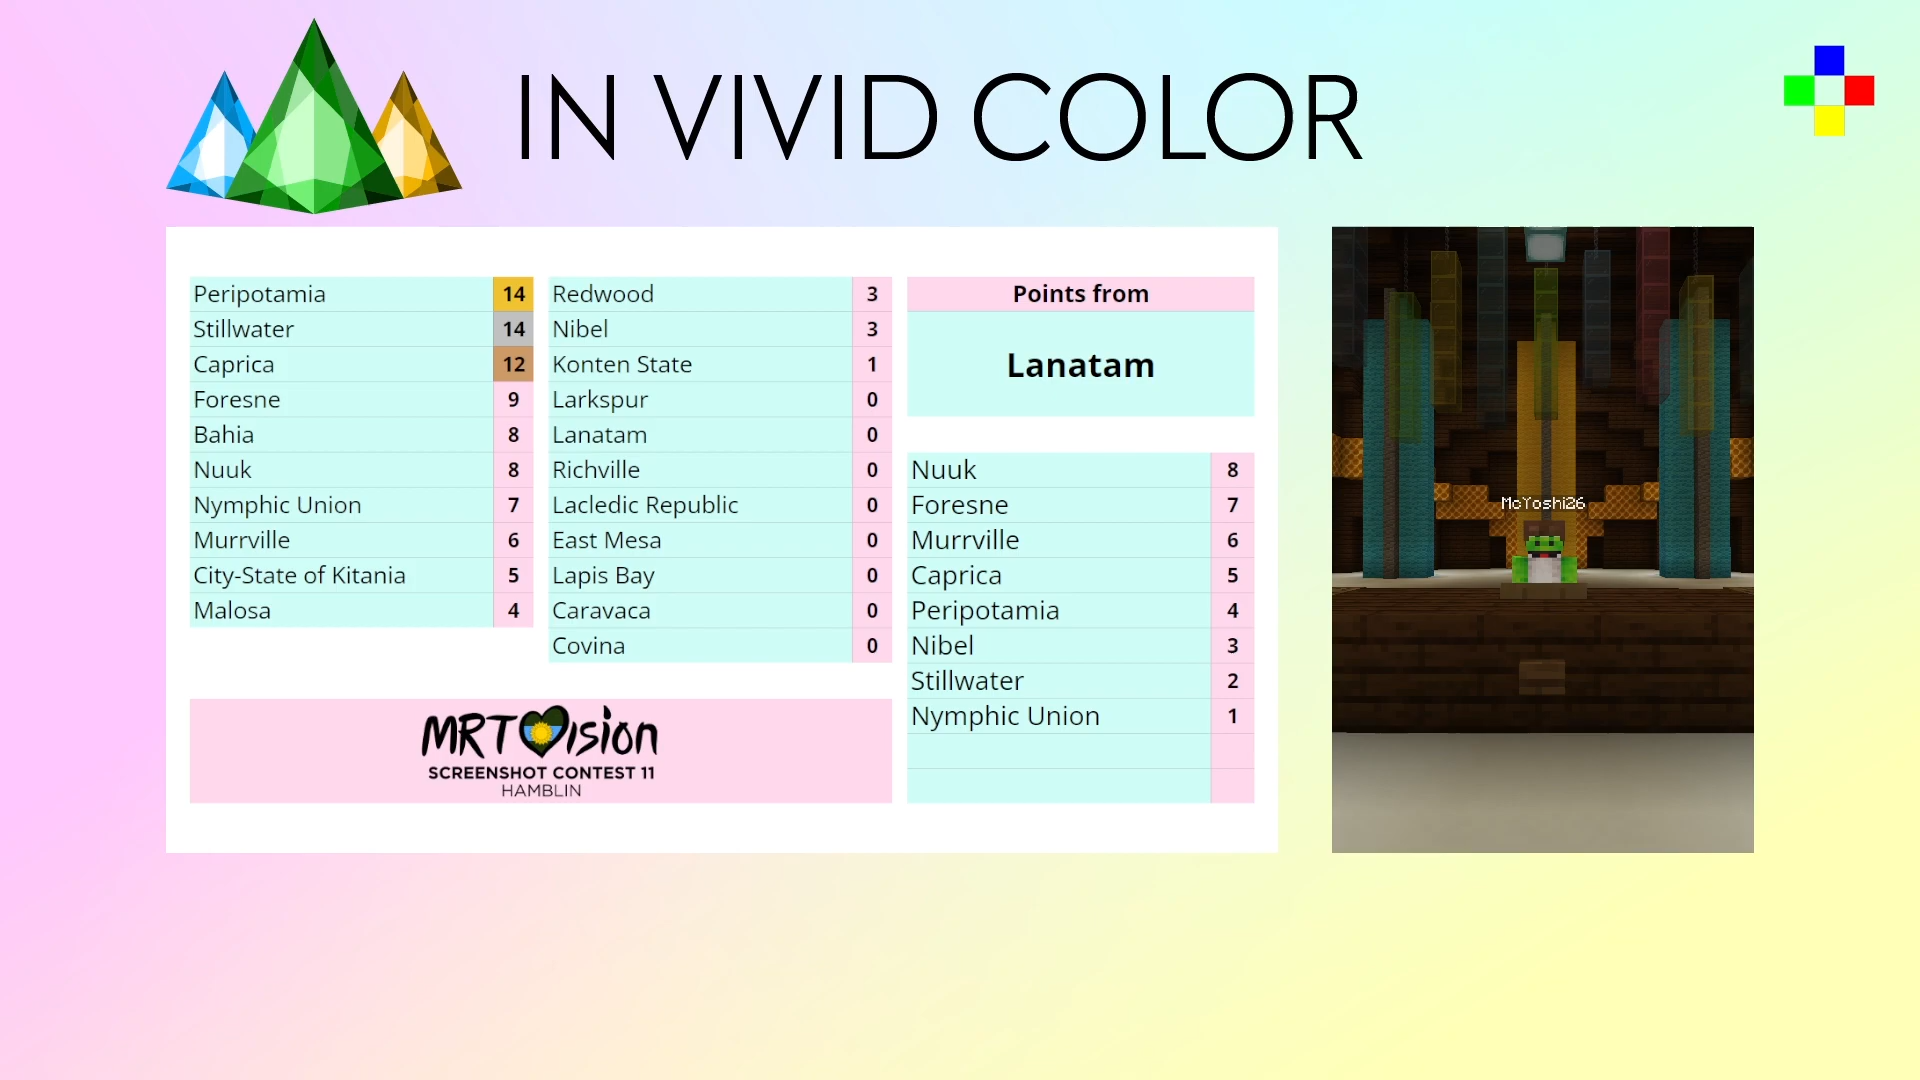 IN VIVID COLOR
Peripotamia 14
Stillwater 14
Caprica 12
Foresne 9
Bahia 8
Nuuk 8
Nymphic Union 7
Murrville 6
City-State of Kitania 5
Malosa 4
Redwood 3
Nibel 3
Konten State 1
Larkspur 0
Lanatam 0
Richville 0
Lacledic Republic 0
East Mesa 0
Lapis Bay 0
Caravaca 0
Covina 0
Points from
Lanatam
Nuuk 8
Foresne 7
Murrville 6
Caprica 5
Peripotamia 4
Nibel 3
Stillwater 2
Nymphic Union 1
MRTVision
SCREENSHOT CONTEST 11
HAMBLIN
McYoshi26